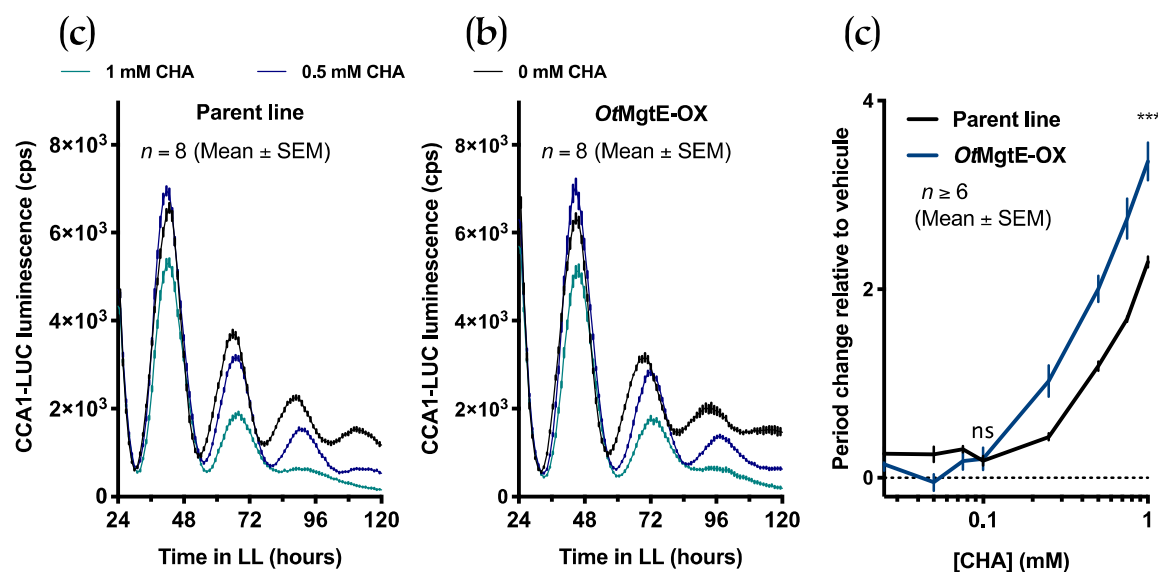 (c)
1 mM CHA
0.5 mM CHA
Parent line
n = 8 (Mean ± SEM)
CCA1-LUC luminescence (cps)
8×10³
6×10³
4×10³
2×10³
0
24 48 72 96 120
Time in LL (hours)
(b)
0 mM CHA
OtMgtE-OX
n = 8 (Mean ± SEM)
CCA1-LUC luminescence (cps)
8×10³
6×10³
4×10³
2×10³
0
24 48 72 96 120
Time in LL (hours)
(c)
Parent line
OtMgtE-OX
n ≥ 6
(Mean ± SEM)
***
ns
Period change relative to vehicule
4
2
0
0.1 1
[CHA] (mM)